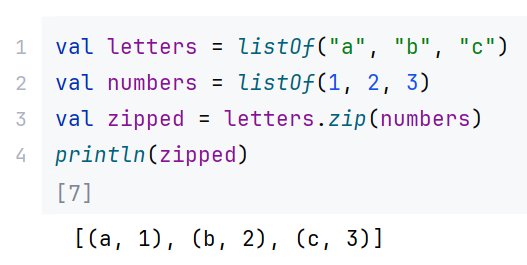 1 val letters = listOf("a", "b", "c")
2 val numbers = listOf(1, 2, 3)
3 val zipped = letters.zip(numbers)
4 println(zipped)
[7]
[(a, 1), (b, 2), (c, 3)]